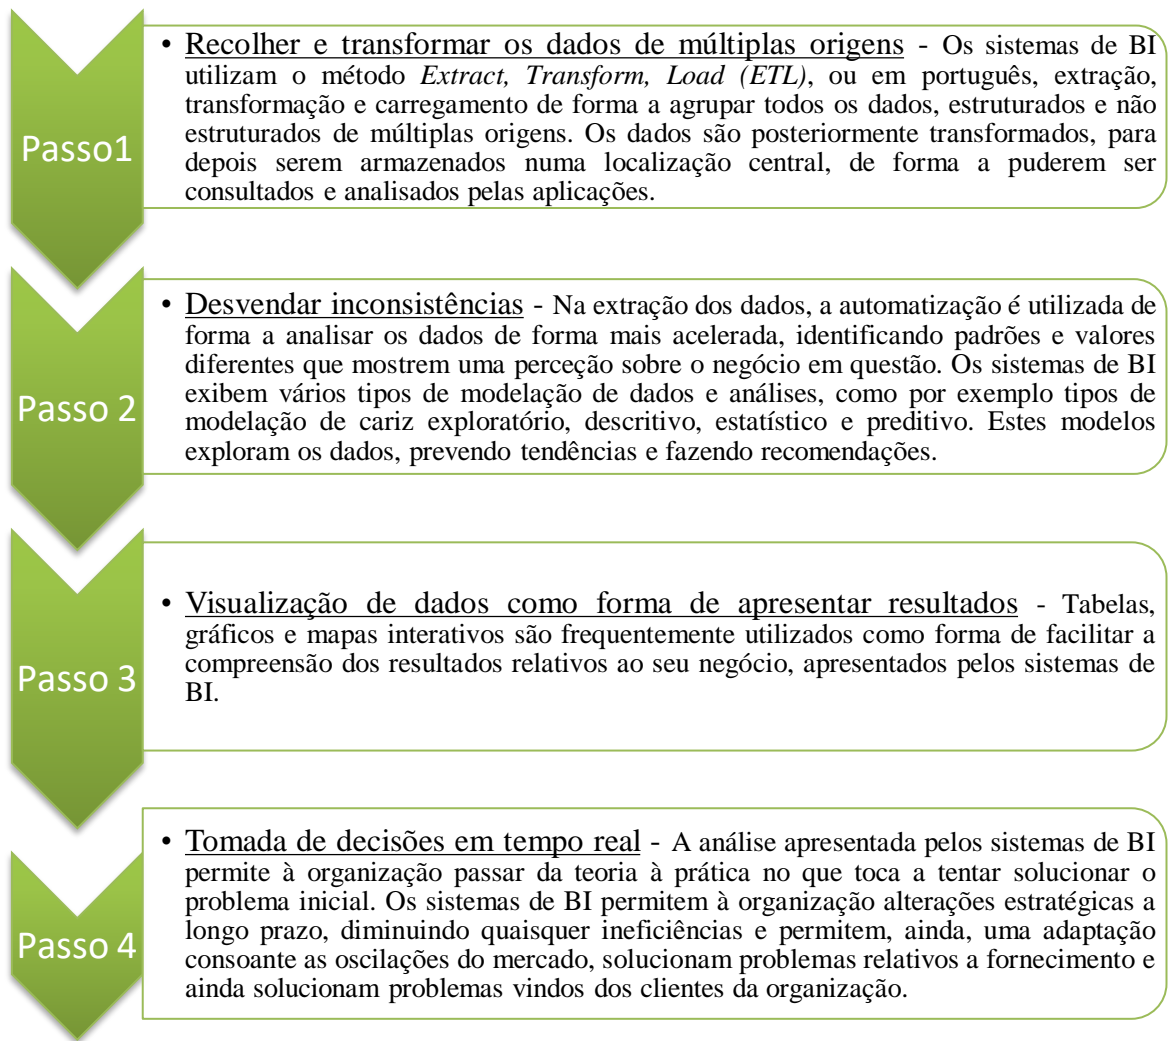 Passo1
• Recolher e transformar os dados de múltiplas origens - Os sistemas de BI
utilizam o método Extract, Transform, Load (ETL), ou em português, extração,
transformação e carregamento de forma a agrupar todos os dados, estruturados e não
estruturados de múltiplas origens. Os dados são posteriormente transformados, para
depois serem armazenados numa localização central, de forma a puderem ser
consultados e analisados pelas aplicações.
Passo 2
• Desvendar inconsistências - Na extração dos dados, a automatização é utilizada de
forma a analisar os dados de forma mais acelerada, identificando padrões e valores
diferentes que mostrem uma perceção sobre o negócio em questão. Os sistemas de BI
exibem vários tipos de modelação de dados e análises, como por exemplo tipos de
modelação de cariz exploratório, descritivo, estatístico e preditivo. Estes modelos
exploram os dados, prevendo tendências e fazendo recomendações.
Passo 3
• Visualização de dados como forma de apresentar resultados - Tabelas,
gráficos e mapas interativos são frequentemente utilizados como forma de facilitar a
compreensão dos resultados relativos ao seu negócio, apresentados pelos sistemas de
BI.
Passo 4
• Tomada de decisões em tempo real - A análise apresentada pelos sistemas de BI
permite à organização passar da teoria à prática no que toca a tentar solucionar o
problema inicial. Os sistemas de BI permitem à organização alterações estratégicas a
longo prazo, diminuindo quaisquer ineficiências e permitem, ainda, uma adaptação
consoante as oscilações do mercado, solucionam problemas relativos a fornecimento e
ainda solucionam problemas vindos dos clientes da organização.